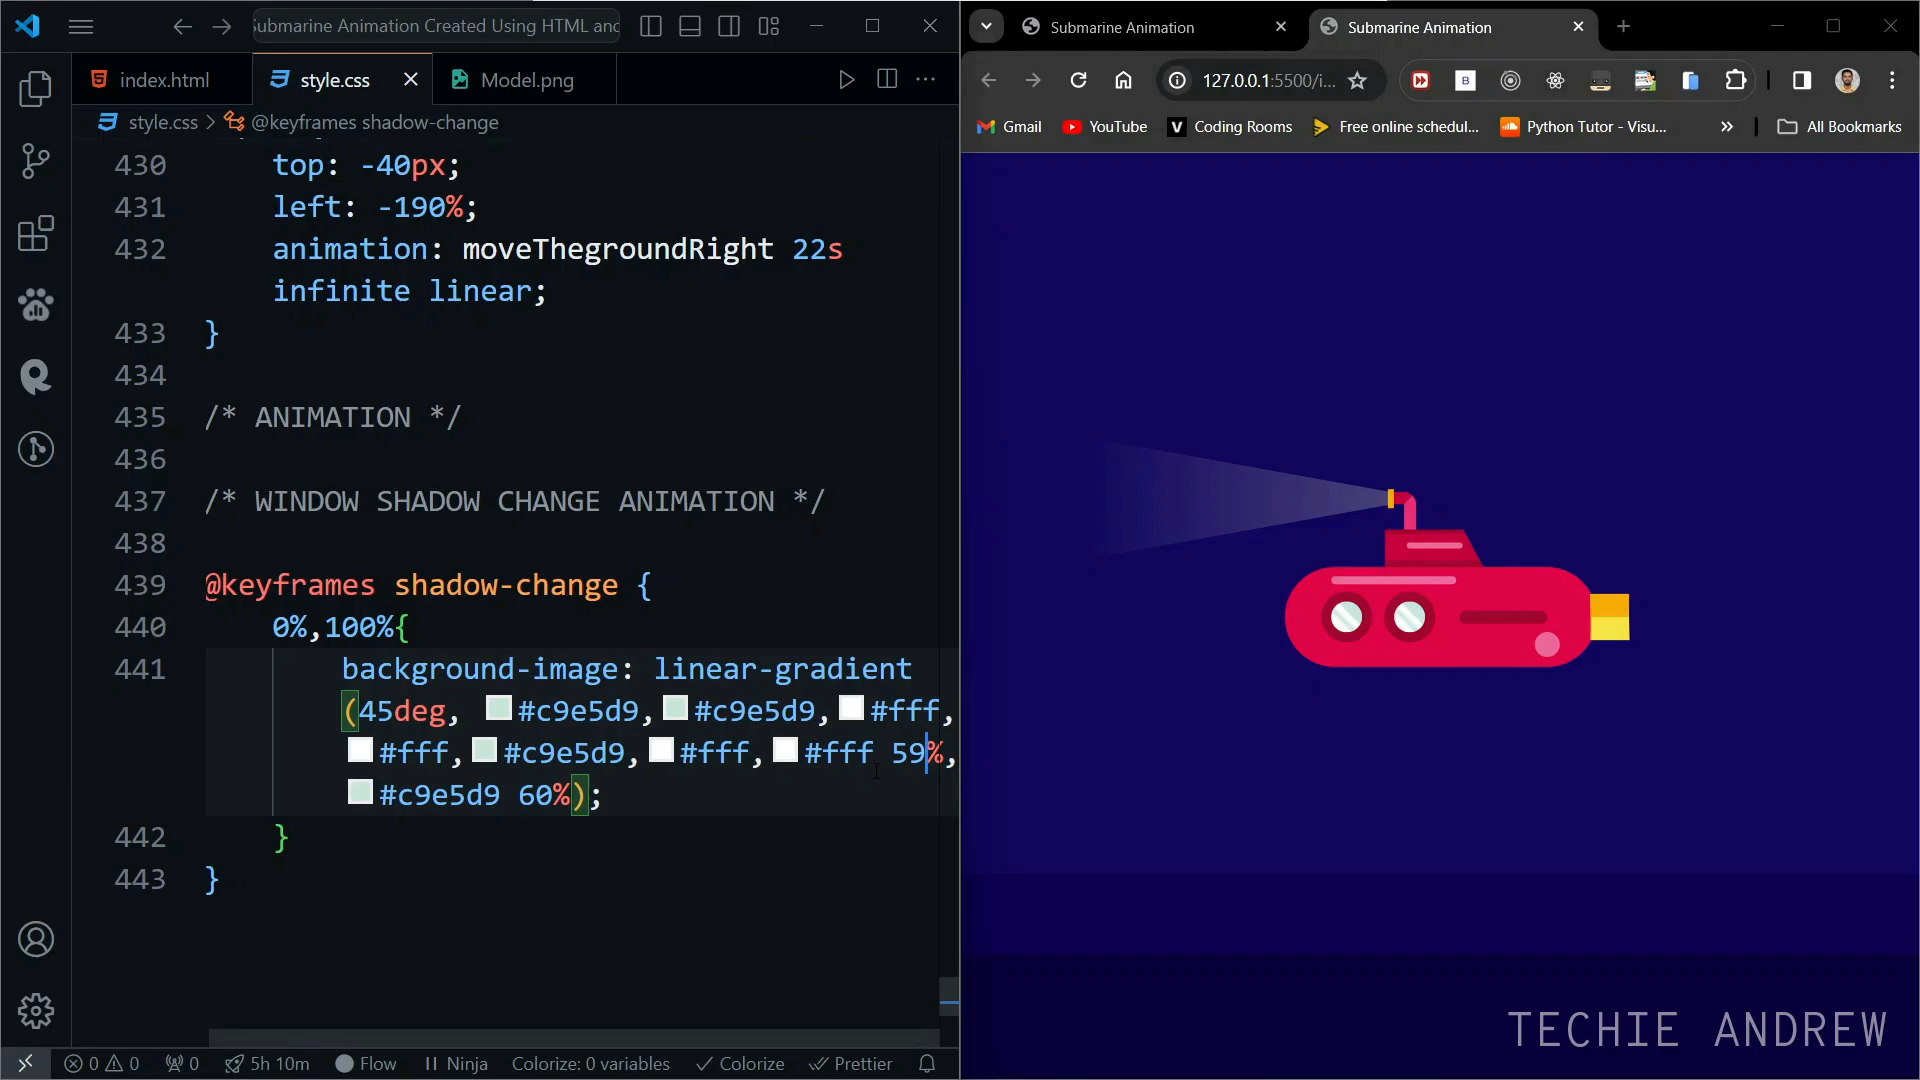 Submarine Animation Created Using HTML and
index.html
style.css
Model.png
style.css > @keyframes shadow-change
430 top: -40px;
431 left: -190%;
432 animation: moveThegroundRight 22s
infinite linear;
433 }
434
435 /* ANIMATION */
436
437 /* WINDOW SHADOW CHANGE ANIMATION */
438
439 @keyframes shadow-change {
440 0%,100%{
441 background-image: linear-gradient
(45deg, #c9e5d9,#c9e5d9,#fff,
#fff,#c9e5d9,#fff,#fff 59%,
#c9e5d9 60%);
442 }
443 }
0 0 0 5h 10m Flow Ninja Colorize: 0 variables Colorize Prettier
Submarine Animation
Submarine Animation
127.0.0.1:5500/i...
Gmail YouTube Coding Rooms Free online schedul... Python Tutor - Visu... » All Bookmarks
TECHIE ANDREW